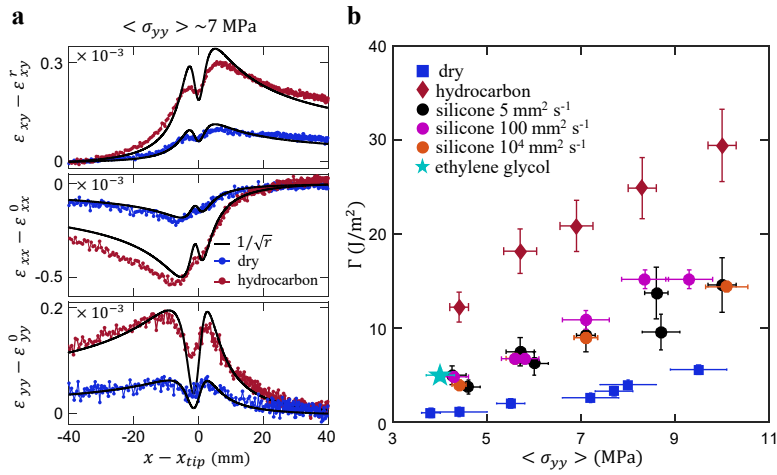 a
< σyy > ~7 MPa
× 10⁻³
0.3
0
εxy − εʳxy
× 10⁻³
0
-0.5
εxx − ε⁰xx
1/√r
dry
hydrocarbon
× 10⁻³
0.2
0
εyy − ε⁰yy
-40 -20 0 20 40
x − xtip (mm)
b
40
30
20
10
0
Γ (J/m²)
dry
hydrocarbon
silicone 5 mm² s⁻¹
silicone 100 mm² s⁻¹
silicone 10⁴ mm² s⁻¹
ethylene glycol
3 5 7 9 11
< σyy > (MPa)